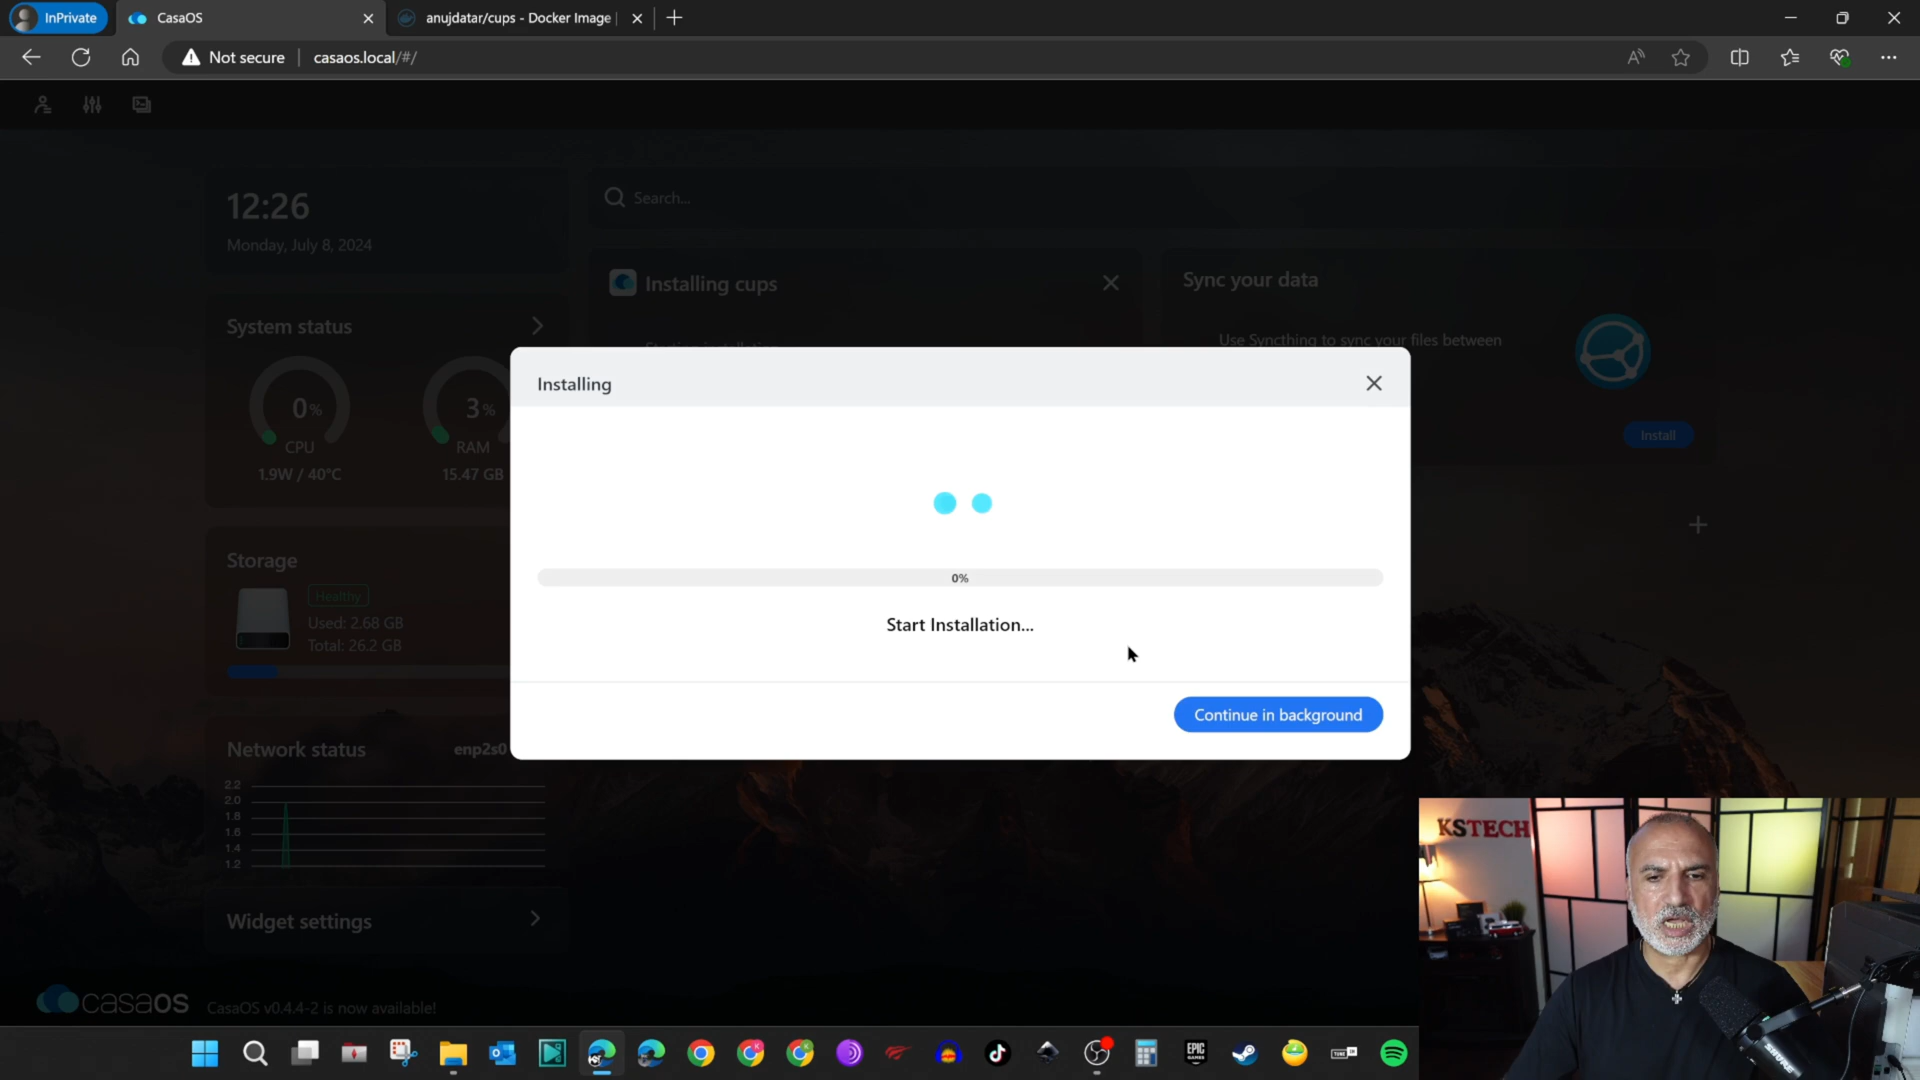 InPrivate
CasaOS
anujdatar/cups - Docker Image
Not secure
casaos.local/#/
12:26
Monday, July 8, 2024
Search...
Installing cups
Sync your data
Use Syncthing to sync your files between
System status
0%
CPU
1.9W / 40°C
3%
RAM
15.47 GB
Install
Installing
0%
Start Installation...
Continue in background
Storage
Healthy
Used: 2.68 GB
Total: 26.2 GB
Network status
enp2s0
2.2
2.0
1.8
1.6
1.4
1.2
Widget settings
casaos
CasaOS v0.4.4-2 is now available!
KSTECH
EPIC
GAMES
SHURE